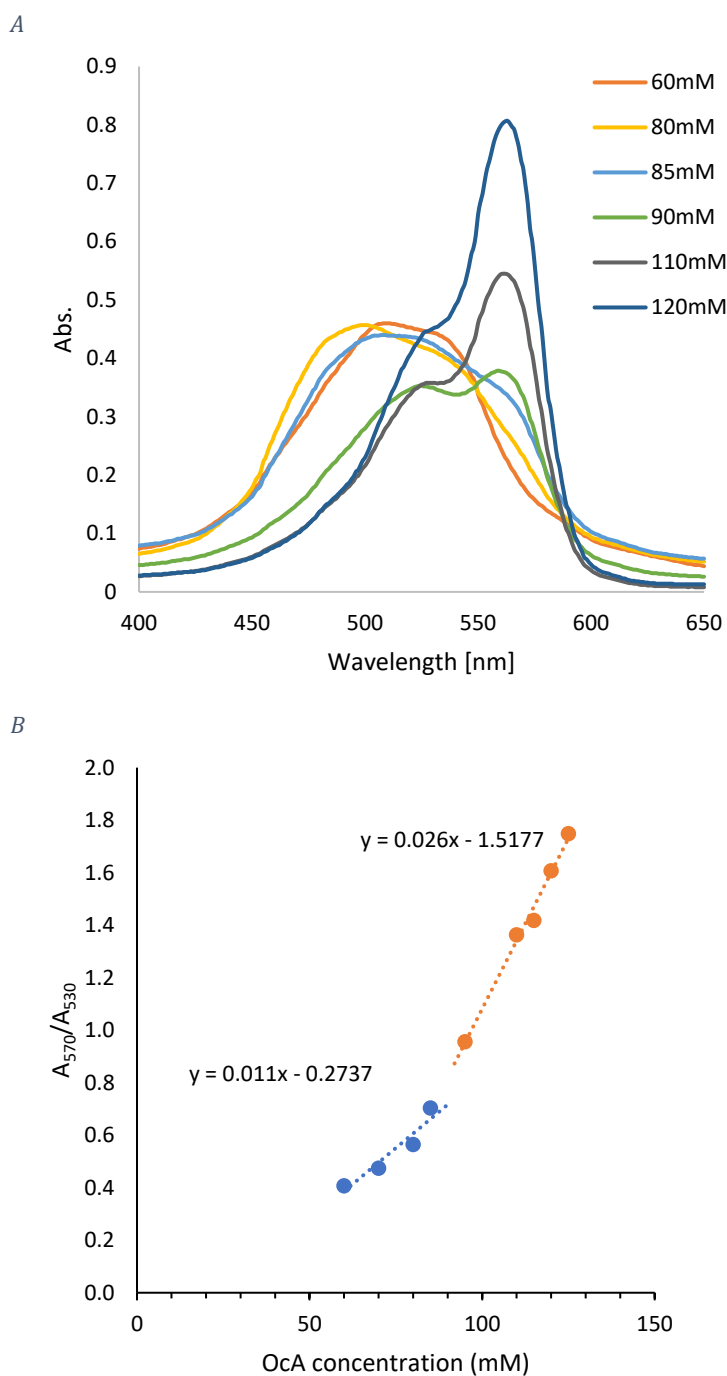 A
0.9
0.8
0.7
0.6
0.5
0.4
0.3
0.2
0.1
0
Abs.
400 450 500 550 600 650
Wavelength [nm]
60mM
80mM
85mM
90mM
110mM
120mM
B
2.0
1.8
1.6
1.4
1.2
1.0
0.8
0.6
0.4
0.2
0.0
A570/A530
y = 0.026x - 1.5177
y = 0.011x - 0.2737
0 50 100 150
OcA concentration (mM)